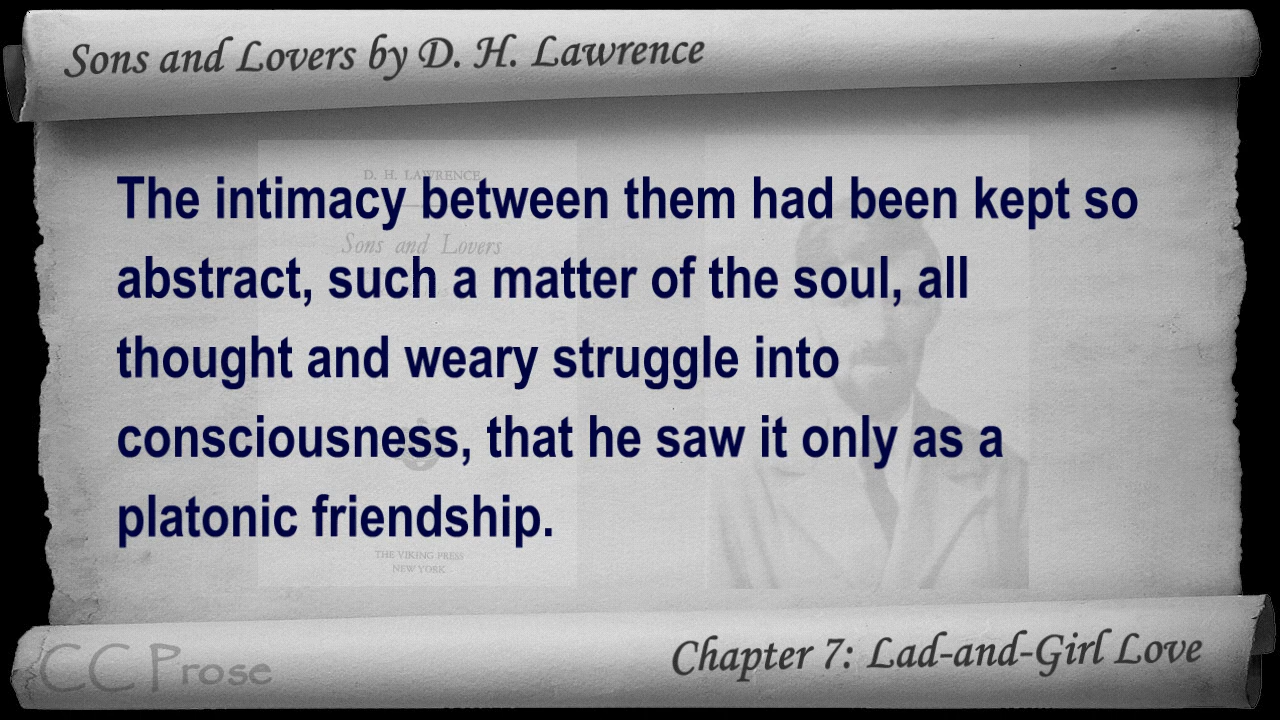 Sons and Lovers by D. H. Lawrence
D. H. LAWRENCE
Sons and Lovers
The intimacy between them had been kept so
abstract, such a matter of the soul, all
thought and weary struggle into
consciousness, that he saw it only as a
platonic friendship.
THE VIKING PRESS
NEW YORK
CC Prose
Chapter 7: Lad-and-Girl Love